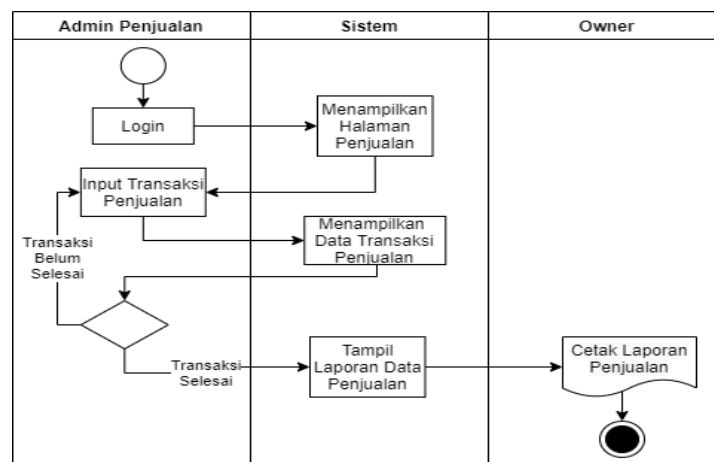 Admin Penjualan
Sistem
Owner
Login
Menampilkan
Halaman
Penjualan
Input Transaksi
Penjualan
Menampilkan
Data Transaksi
Penjualan
Transaksi
Belum
Selesai
Transaksi
Selesai
Tampil
Laporan Data
Penjualan
Cetak Laporan
Penjualan